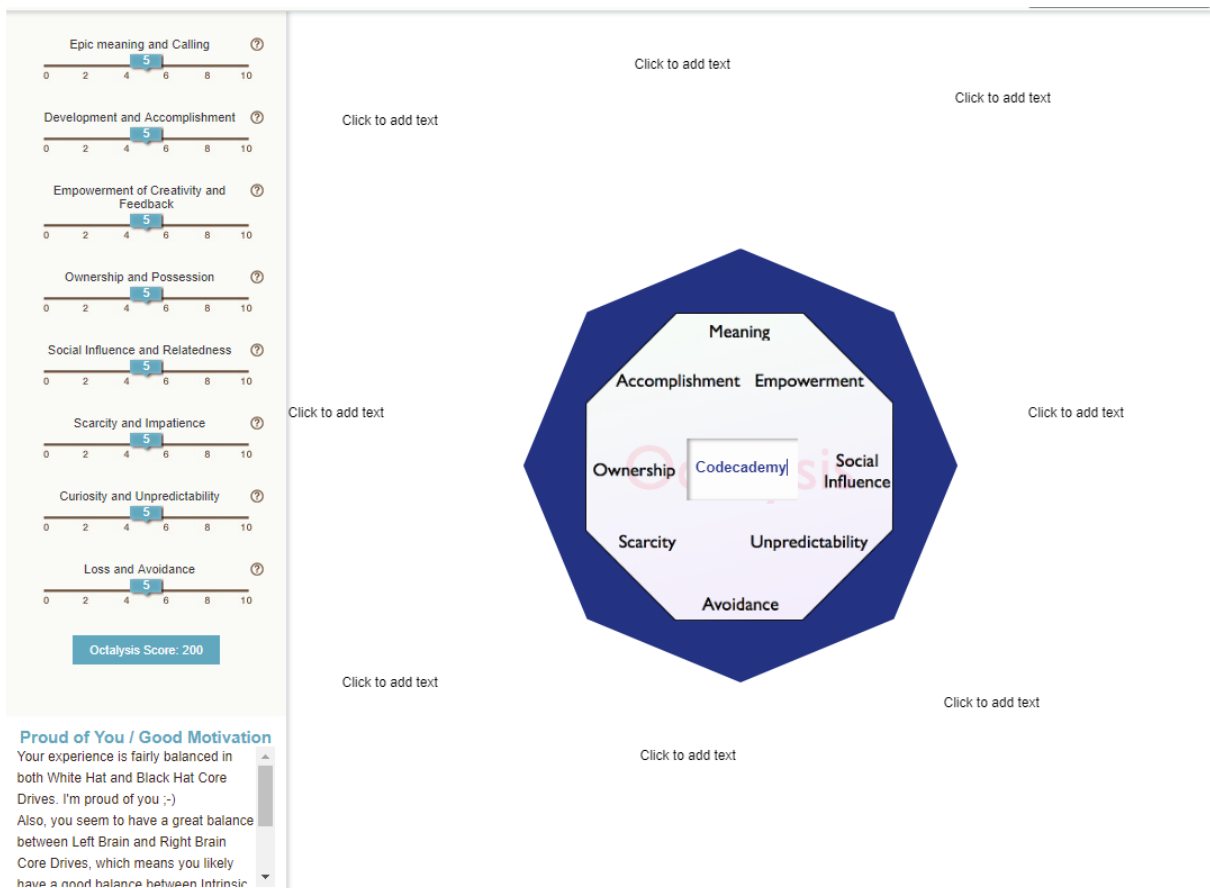 Epic meaning and Calling
5
0 2 4 6 8 10
Development and Accomplishment
5
0 2 4 6 8 10
Empowerment of Creativity and
Feedback
5
0 2 4 6 8 10
Ownership and Possession
5
0 2 4 6 8 10
Social Influence and Relatedness
5
0 2 4 6 8 10
Scarcity and Impatience
5
0 2 4 6 8 10
Curiosity and Unpredictability
5
0 2 4 6 8 10
Loss and Avoidance
5
0 2 4 6 8 10
Octalysis Score: 200
Proud of You / Good Motivation
Your experience is fairly balanced in
both White Hat and Black Hat Core
Drives. I'm proud of you ;-)
Also, you seem to have a great balance
between Left Brain and Right Brain
Core Drives, which means you likely
have a good balance between Intrinsic
Click to add text
Click to add text
Click to add text
Click to add text
Click to add text
Meaning
Accomplishment Empowerment
Ownership
Codecademy
Social
Influence
Scarcity
Unpredictability
Avoidance
Click to add text
Click to add text
Click to add text